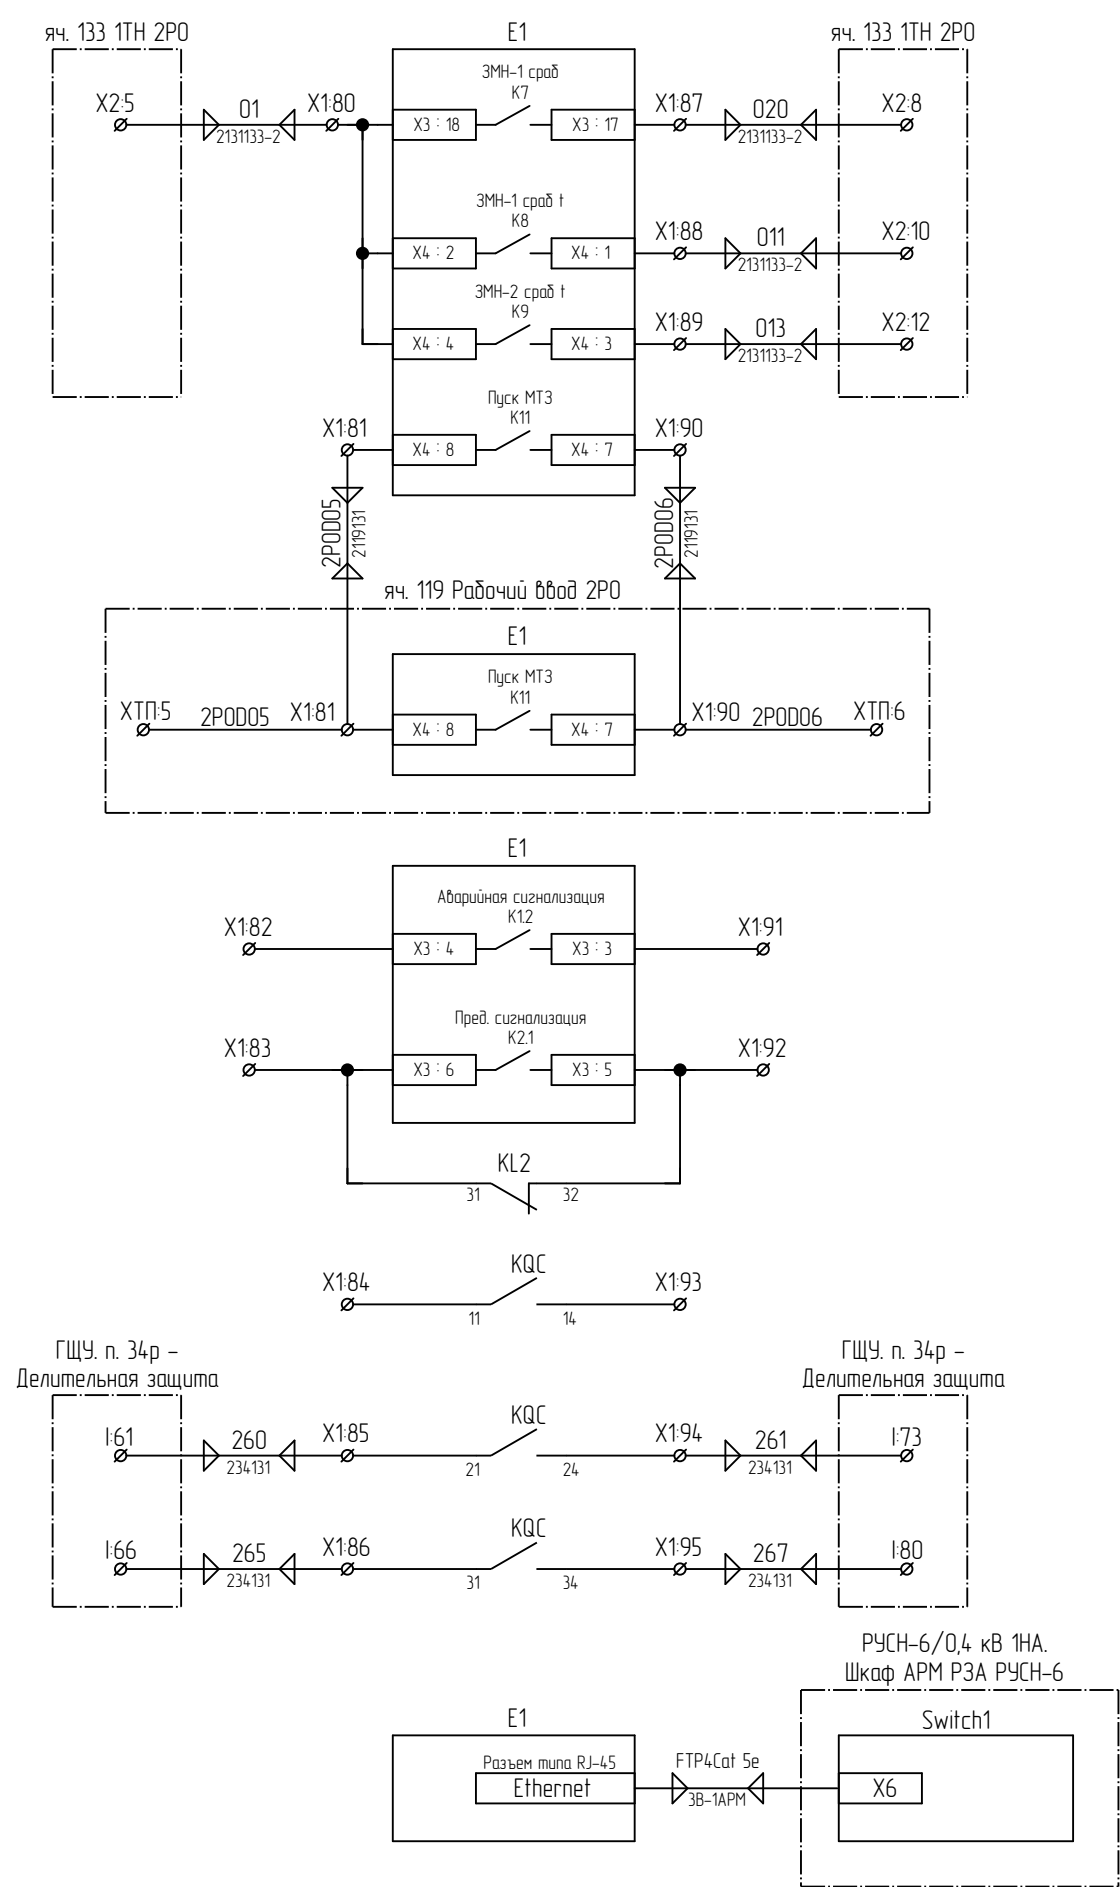 яч. 133 1ТН 2РО
E1
яч. 133 1ТН 2РО
ЗМН-1 сраб
К7
X2:5
01
2131133-2
X1:80
X3 : 18
X3 : 17
X1:87
020
2131133-2
X2:8
ЗМН-1 сраб t
К8
X4 : 2
X4 : 1
X1:88
011
2131133-2
X2:10
ЗМН-2 сраб t
К9
X4 : 4
X4 : 3
X1:89
013
2131133-2
X2:12
Пуск МТЗ
К11
X1:81
X4 : 8
X4 : 7
X1:90
2POD05
2119131
2POD06
2119131
яч. 119 Рабочий ввод 2РО
E1
Пуск МТЗ
К11
ХТП:5
2POD05
X1:81
X4 : 8
X4 : 7
X1:90
2POD06
ХТП:6
E1
Аварийная сигнализация
К1.2
X1:82
X3 : 4
X3 : 3
X1:91
Пред. сигнализация
К2.1
X1:83
X3 : 6
X3 : 5
X1:92
KL2
31
32
KQC
X1:84
11
14
X1:93
ГЩУ. п. 34р –
Делительная защита
ГЩУ. п. 34р –
Делительная защита
I:61
260
234131
X1:85
KQC
21
24
X1:94
261
234131
I:73
I:66
265
234131
X1:86
KQC
31
34
X1:95
267
234131
I:80
РУСН-6/0,4 кВ 1НА.
Шкаф АРМ РЗА РУСН-6
E1
Switch1
Разъем типа RJ-45
Ethernet
FTP4Cat 5e
3В-1АРМ
X6